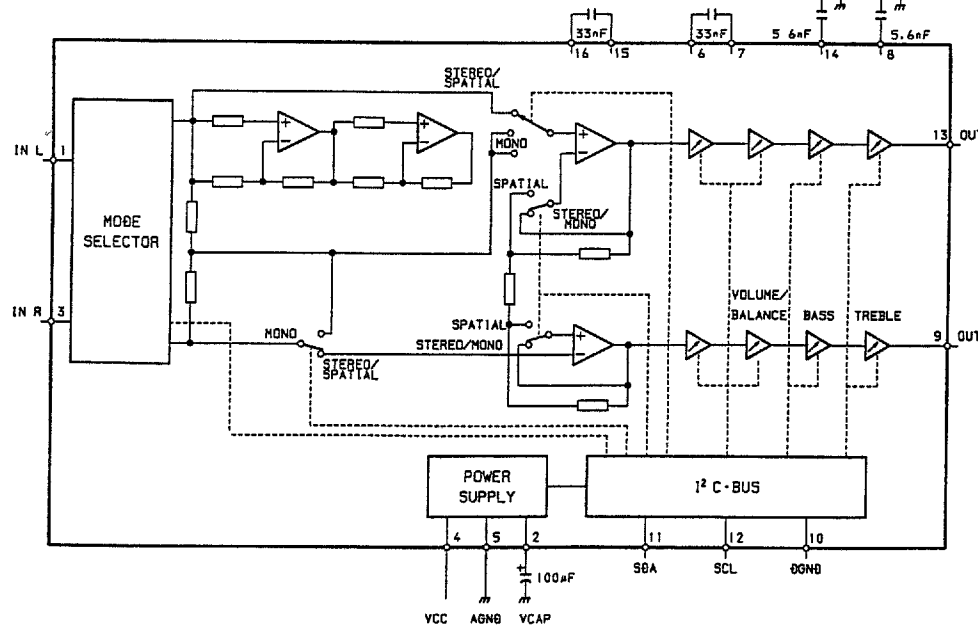 33nF
33nF
5 6nF
5.6nF
16
15
6
7
14
8
STEREO/
SPATIAL
IN L
1
13
OUT
MONO
MODE
SELECTOR
SPATIAL
STEREO/
MONO
VOLUME/
BALANCE
BASS
TREBLE
IN R
3
MONO
SPATIAL
STEREO/MONO
STEREO/
SPATIAL
9
OUT
POWER
SUPPLY
I² C-BUS
4
5
2
11
12
10
+
100µF
SDA
SCL
DGND
VCC
AGND
VCAP